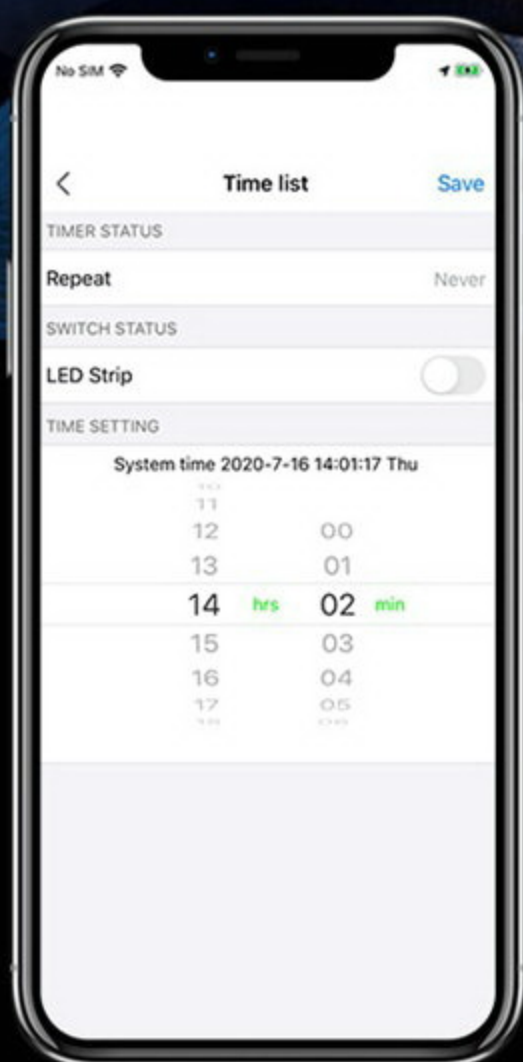 No SIM
Time list Save
TIMER STATUS
Repeat Never
SWITCH STATUS
LED Strip
TIME SETTING
System time 2020-7-16 14:01:17 Thu
11
12 00
13 01
14 hrs 02 min
15 03
16 04
17 05
18 06